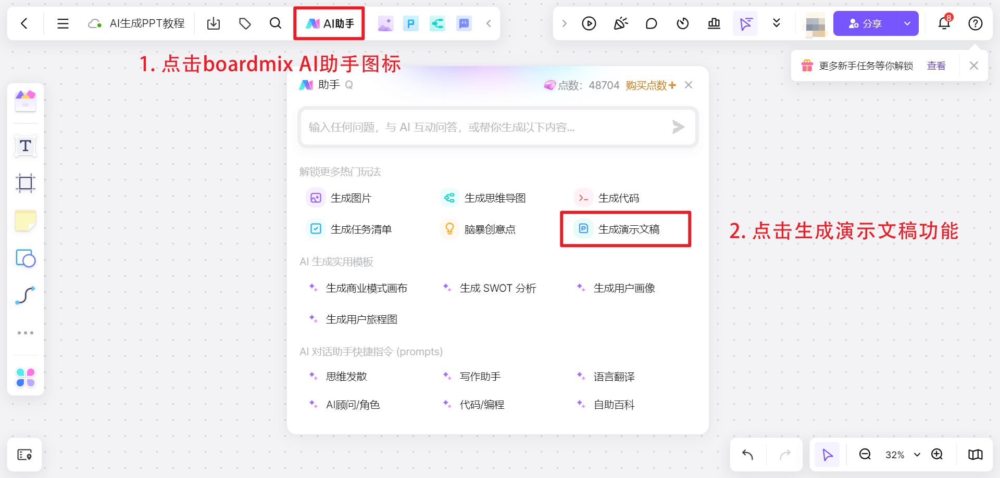 AI生成PPT教程
AI助手
分享
8
1. 点击boardmix AI助手图标
更多新手任务等你解锁 查看
助手
点数：48704 购买点数
输入任何问题，与 AI 互动问答，或帮你生成以下内容...
解锁更多热门玩法
生成图片 生成思维导图 生成代码
生成任务清单 脑暴创意点 生成演示文稿
2. 点击生成演示文稿功能
AI 生成实用模板
生成商业模式画布 生成 SWOT 分析 生成用户画像
生成用户旅程图
AI 对话助手快捷指令 (prompts)
思维发散 写作助手 语言翻译
AI顾问/角色 代码/编程 自助百科
32%